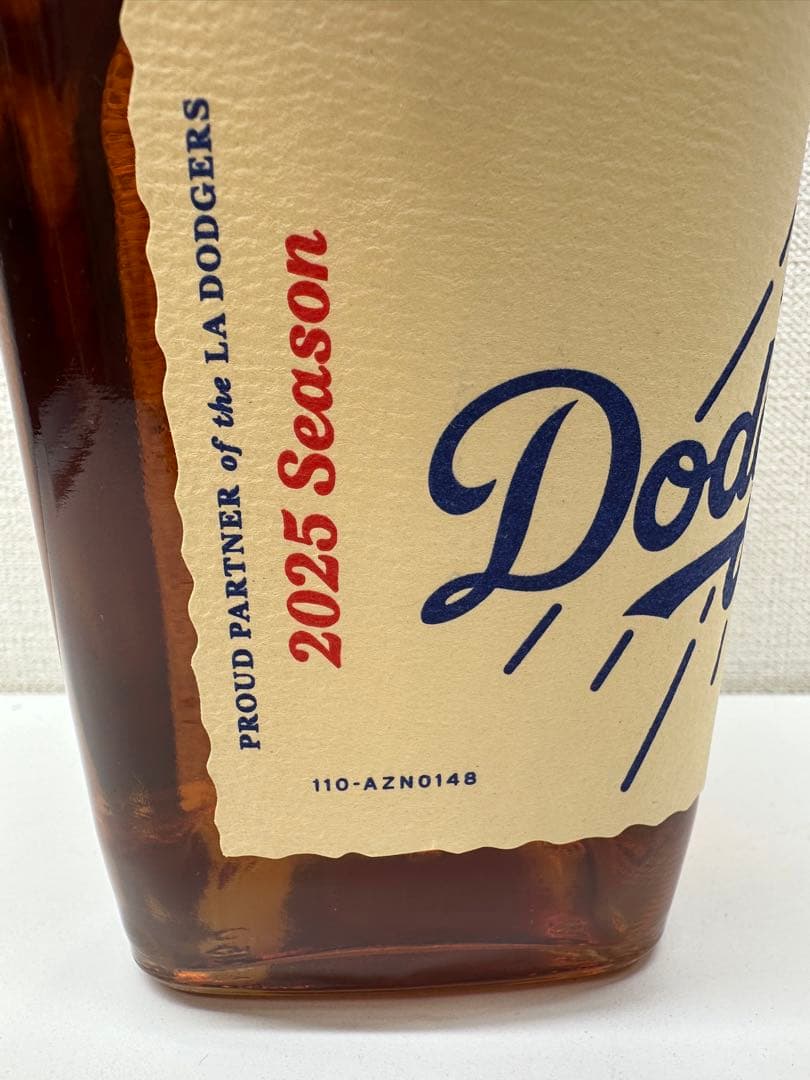 PROUD PARTNER of the LA DODGERS
2025 Season
110-AZN0148